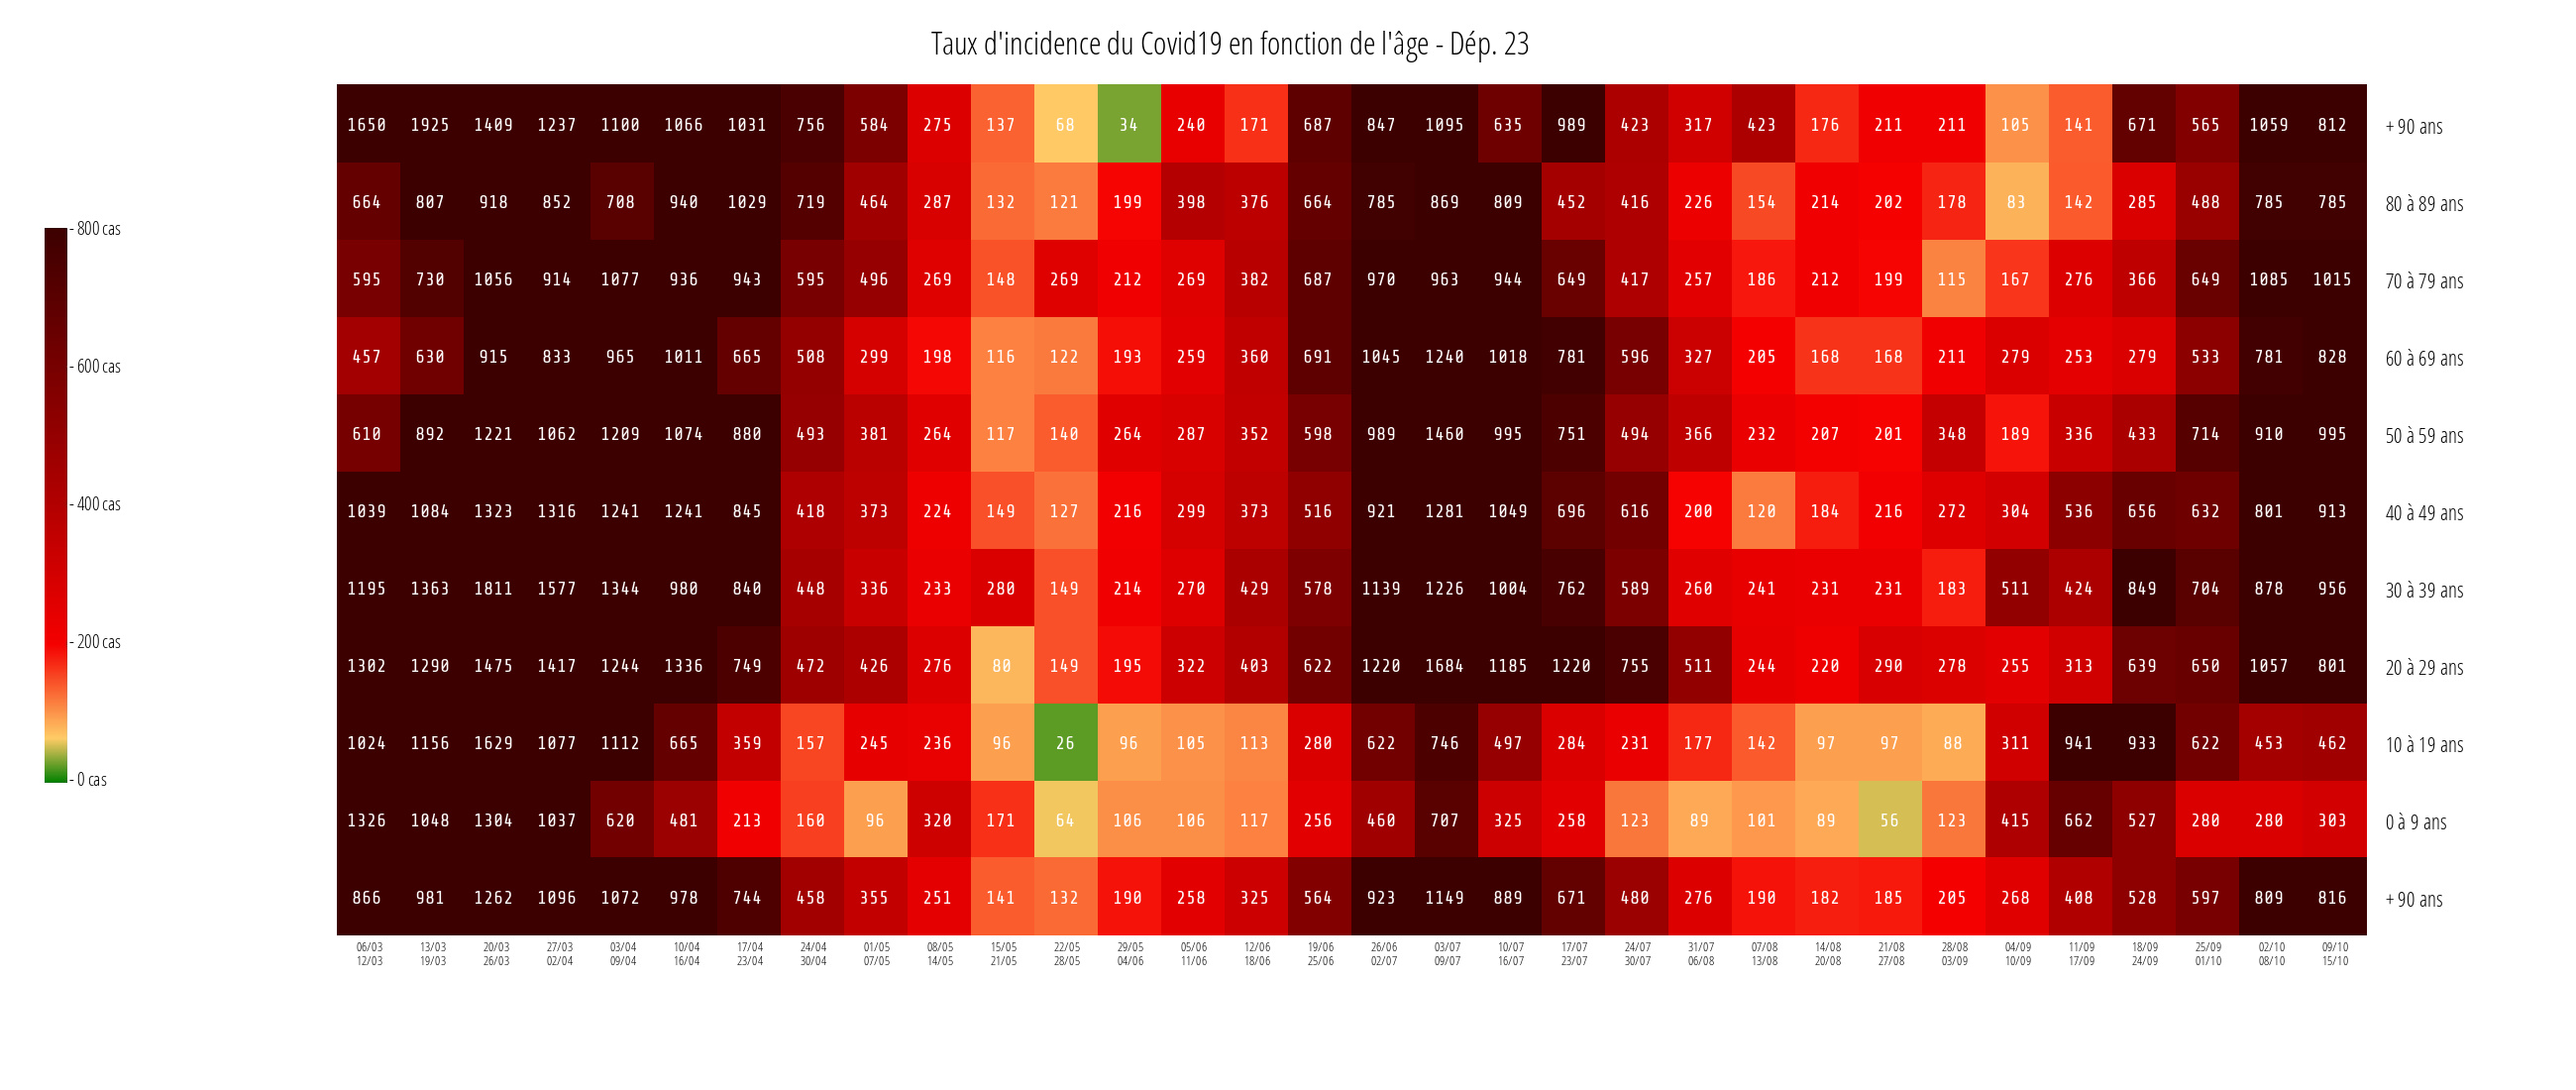 Taux d'incidence du Covid19 en fonction de l'âge - Dép. 23
- 800 cas
- 600 cas
- 400 cas
- 200 cas
- 0 cas
1650 1925 1409 1237 1100 1066 1031 756 584 275 137 68 34 240 171 687 847 1095 635 989 423 317 423 176 211 211 105 141 671 565 1059 812 + 90 ans
664 807 918 852 708 940 1029 719 464 287 132 121 199 398 376 664 785 869 809 452 416 226 154 214 202 178 83 142 285 488 785 785 80 à 89 ans
595 730 1056 914 1077 936 943 595 496 269 148 269 212 269 382 687 970 963 944 649 417 257 186 212 199 115 167 276 366 649 1085 1015 70 à 79 ans
457 630 915 833 965 1011 665 508 299 198 116 122 193 259 360 691 1045 1240 1018 781 596 327 205 168 168 211 279 253 279 533 781 828 60 à 69 ans
610 892 1221 1062 1209 1074 880 493 381 264 117 140 264 287 352 598 989 1460 995 751 494 366 232 207 201 348 189 336 433 714 910 995 50 à 59 ans
1039 1084 1323 1316 1241 1241 845 418 373 224 149 127 216 299 373 516 921 1281 1049 696 616 200 120 184 216 272 304 536 656 632 801 913 40 à 49 ans
1195 1363 1811 1577 1344 980 840 448 336 233 280 149 214 270 429 578 1139 1226 1004 762 589 260 241 231 231 183 511 424 849 704 878 956 30 à 39 ans
1302 1290 1475 1417 1244 1336 749 472 426 276 80 149 195 322 403 622 1220 1684 1185 1220 755 511 244 220 290 278 255 313 639 650 1057 801 20 à 29 ans
1024 1156 1629 1077 1112 665 359 157 245 236 96 26 96 105 113 280 622 746 497 284 231 177 142 97 97 88 311 941 933 622 453 462 10 à 19 ans
1326 1048 1304 1037 620 481 213 160 96 320 171 64 106 106 117 256 460 707 325 258 123 89 101 89 56 123 415 662 527 280 280 303 0 à 9 ans
866 981 1262 1096 1072 978 744 458 355 251 141 132 190 258 325 564 923 1149 889 671 480 276 190 182 185 205 268 408 528 597 809 816 + 90 ans
06/03 13/03 20/03 27/03 03/04 10/04 17/04 24/04 01/05 08/05 15/05 22/05 29/05 05/06 12/06 19/06 26/06 03/07 10/07 17/07 24/07 31/07 07/08 14/08 21/08 28/08 04/09 11/09 18/09 25/09 02/10 09/10
12/03 19/03 26/03 02/04 09/04 16/04 23/04 30/04 07/05 14/05 21/05 28/05 04/06 11/06 18/06 25/06 02/07 09/07 16/07 23/07 30/07 06/08 13/08 20/08 27/08 03/09 10/09 17/09 24/09 01/10 08/10 15/10